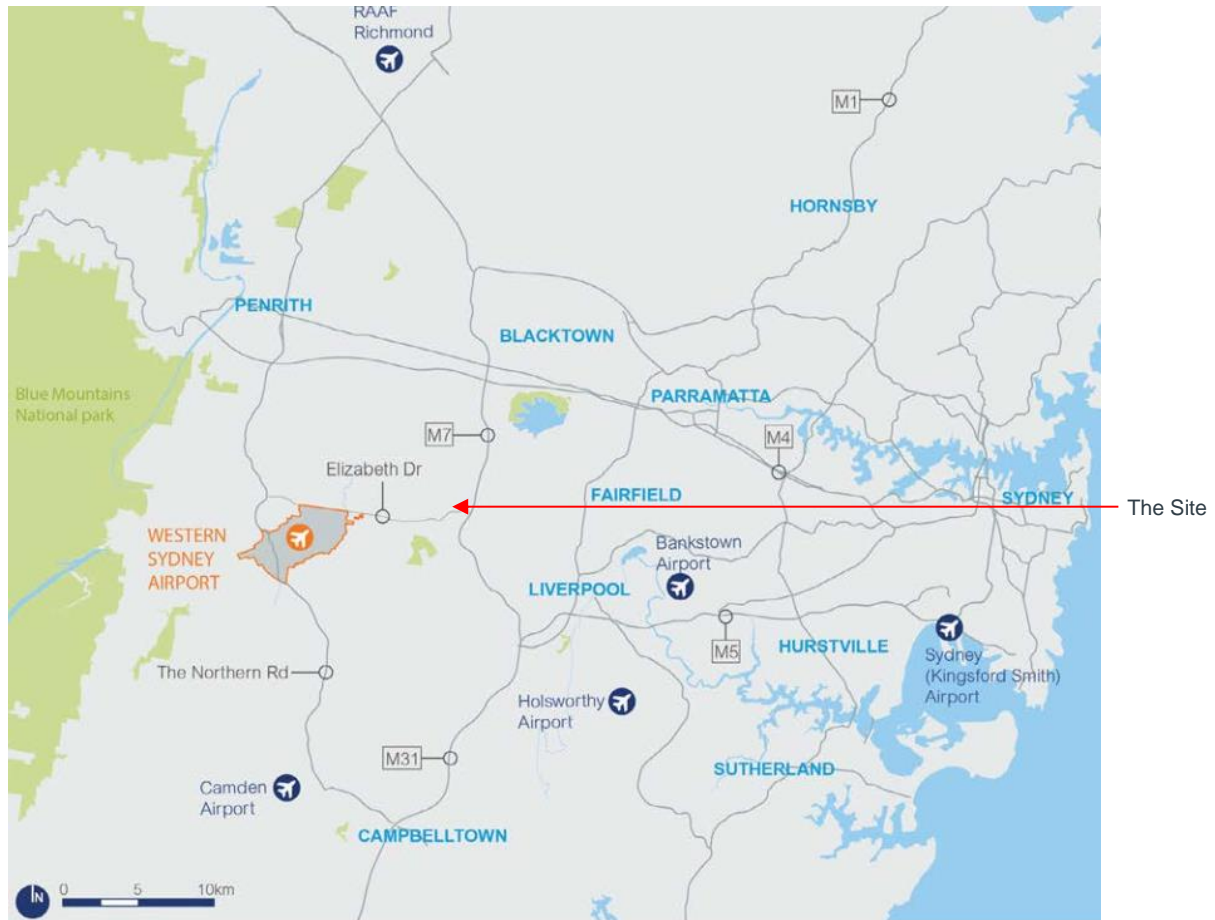 RAAF
Richmond
M1
HORNSBY
PENRITH
BLACKTOWN
Blue Mountains
National park
PARRAMATTA
M7
M4
Elizabeth Dr
FAIRFIELD
SYDNEY
The Site
WESTERN
SYDNEY
AIRPORT
Bankstown
Airport
LIVERPOOL
M5
HURSTVILLE
Sydney
(Kingsford Smith)
Airport
The Northern Rd
Holsworthy
Airport
M31
SUTHERLAND
Camden
Airport
CAMPBELLTOWN
N
0 5 10km